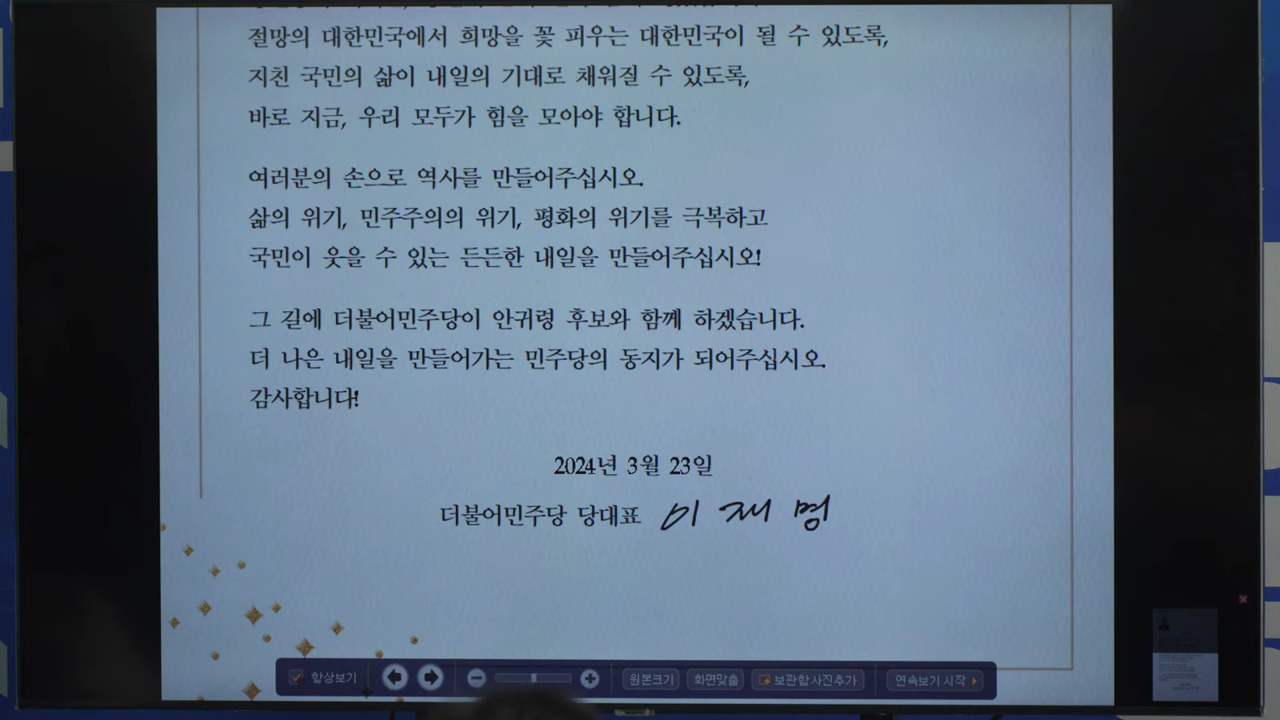 절망의 대한민국에서 희망을 꽃 피우는 대한민국이 될 수 있도록,
지친 국민의 삶이 내일의 기대로 채워질 수 있도록,
바로 지금, 우리 모두가 힘을 모아야 합니다.
여러분의 손으로 역사를 만들어주십시오.
삶의 위기, 민주주의의 위기, 평화의 위기를 극복하고
국민이 웃을 수 있는 든든한 내일을 만들어주십시오!
그 길에 더불어민주당이 안귀령 후보와 함께 하겠습니다.
더 나은 내일을 만들어가는 민주당의 동지가 되어주십시오.
감사합니다!
2024년 3월 23일
더불어민주당 당대표 이재명
항상보기 원본크기 화면맞춤 보관함 사진추가 연속보기 시작